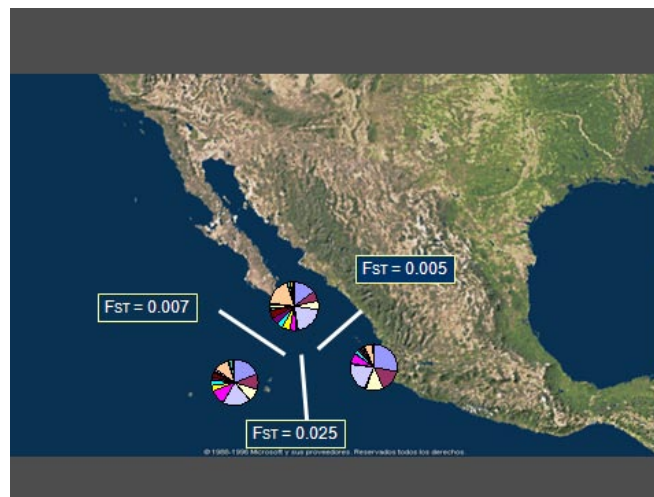 FST = 0.005
FST = 0.007
FST = 0.025
© 1988-1996 Microsoft y sus proveedores. Reservados todos los derechos.